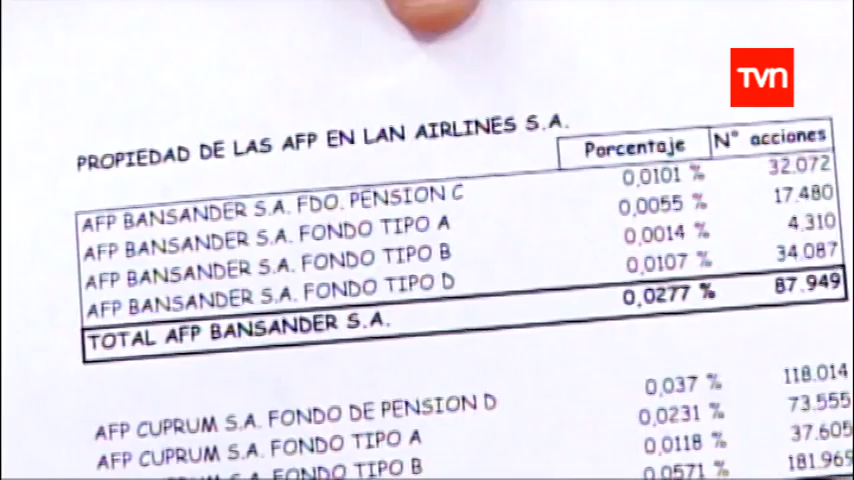 TVN
PROPIEDAD DE LAS AFP EN LAN AIRLINES S.A.
Porcentaje N° acciones
AFP BANSANDER S.A. FDO. PENSION C 0,0101 % 32.072
AFP BANSANDER S.A. FONDO TIPO A 0,0055 % 17.480
AFP BANSANDER S.A. FONDO TIPO B 0,0014 % 4.310
AFP BANSANDER S.A. FONDO TIPO D 0,0107 % 34.087
TOTAL AFP BANSANDER S.A. 0,0277 % 87.949
AFP CUPRUM S.A. FONDO DE PENSION D 0,037 % 118.014
AFP CUPRUM S.A. FONDO TIPO A 0,0231 % 73.555
CUPRUM S.A. FONDO TIPO B 0,0118 % 37.605
0,0571 % 181.969